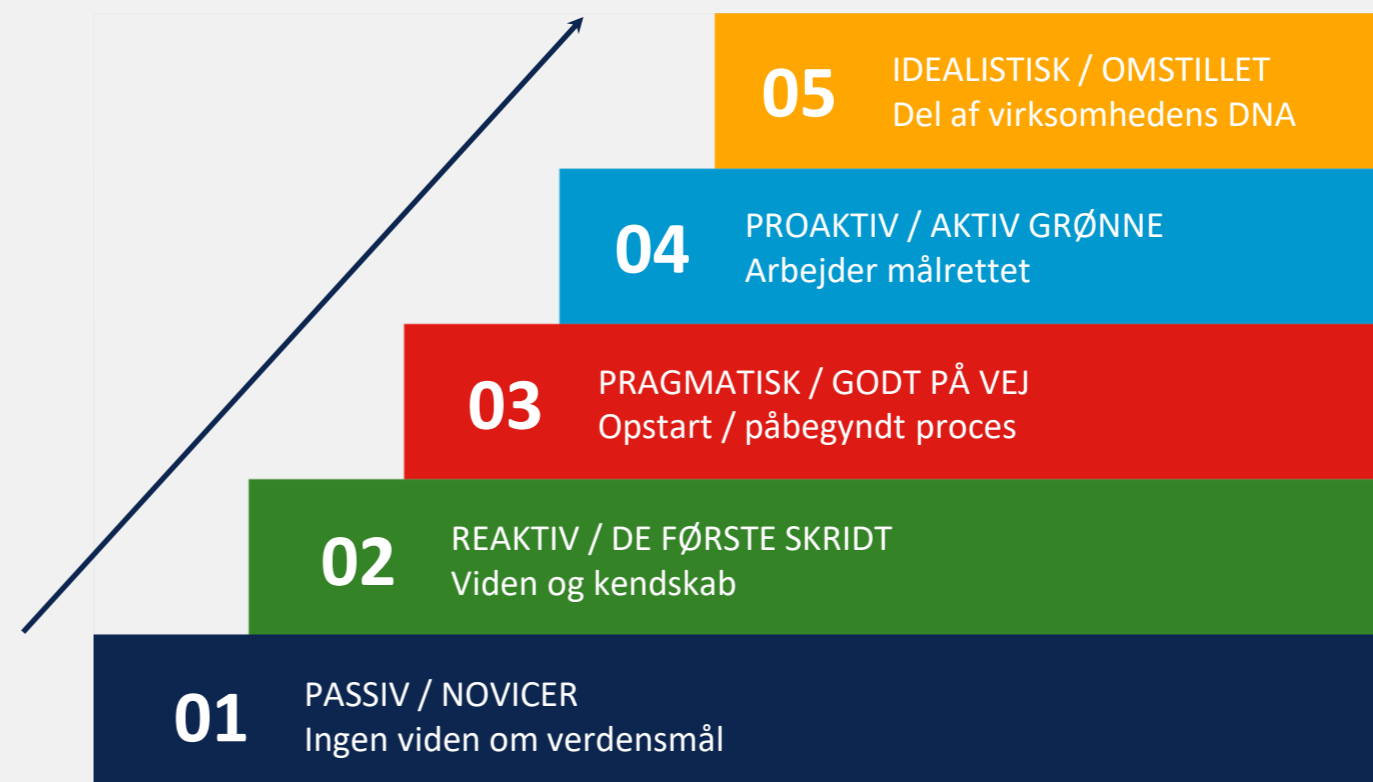 05
IDEALISTISK / OMSTILLET
Del af virksomhedens DNA
04
PROAKTIV / AKTIV GRØNNE
Arbejder målrettet
03
PRAGMATISK / GODT PÅ VEJ
Opstart / påbegyndt proces
02
REAKTIV / DE FØRSTE SKRIDT
Viden og kendskab
01
PASSIV / NOVICER
Ingen viden om verdensmål